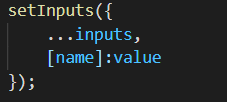 setInputs({
    ...inputs,
    [name]:value
});